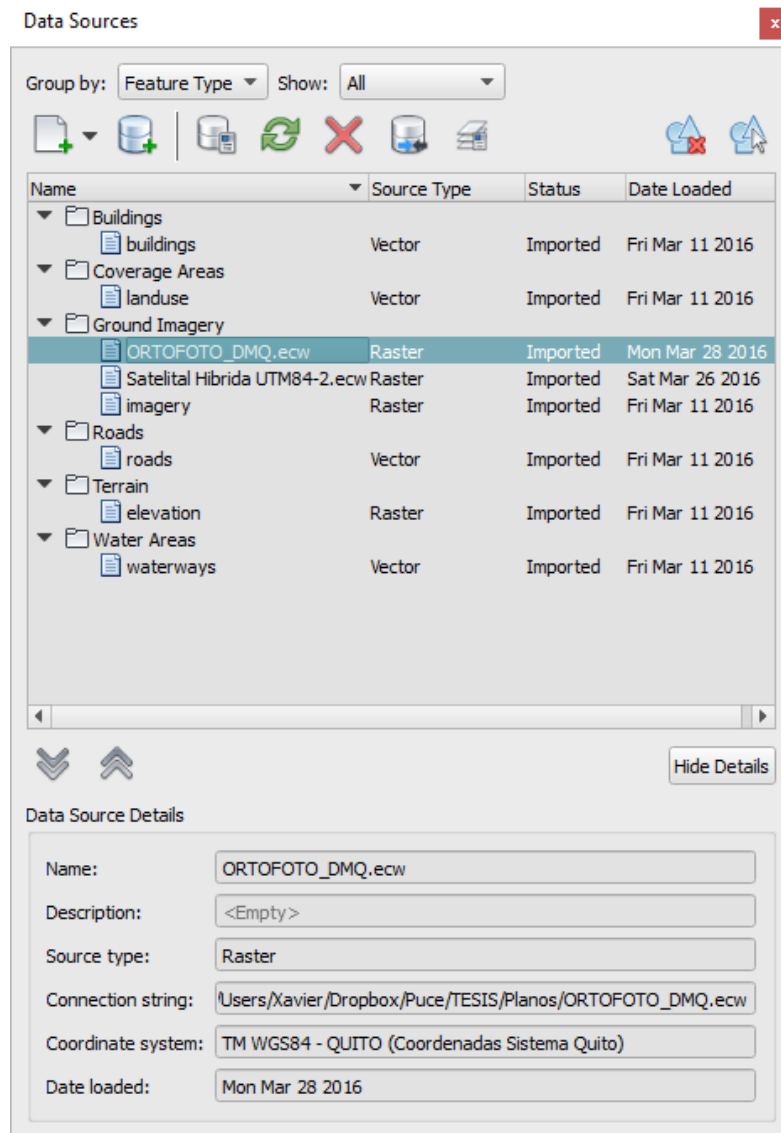 Data Sources
x
Group by: Feature Type Show: All
Name Source Type Status Date Loaded
Buildings
buildings Vector Imported Fri Mar 11 2016
Coverage Areas
landuse Vector Imported Fri Mar 11 2016
Ground Imagery
ORTOFOTO_DMQ.ecw Raster Imported Mon Mar 28 2016
Satelital Hibrida UTM84-2.ecw Raster Imported Sat Mar 26 2016
imagery Raster Imported Fri Mar 11 2016
Roads
roads Vector Imported Fri Mar 11 2016
Terrain
elevation Raster Imported Fri Mar 11 2016
Water Areas
waterways Vector Imported Fri Mar 11 2016
Hide Details
Data Source Details
Name: ORTOFOTO_DMQ.ecw
Description: <Empty>
Source type: Raster
Connection string: /Users/Xavier/Dropbox/Puce/TESIS/Planos/ORTOFOTO_DMQ.ecw
Coordinate system: TM WGS84 - QUITO (Coordenadas Sistema Quito)
Date loaded: Mon Mar 28 2016